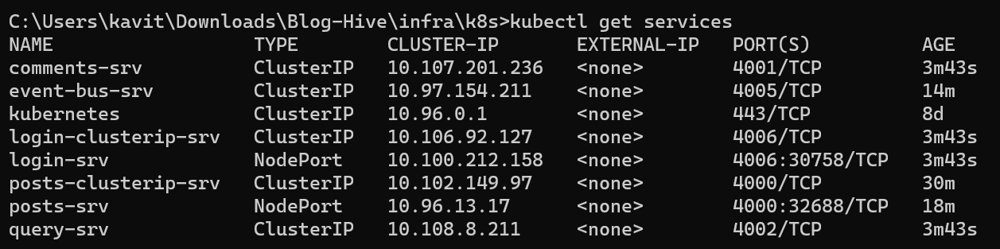 C:\Users\kavit\Downloads\Blog-Hive\infra\k8s>kubectl get services
NAME TYPE CLUSTER-IP EXTERNAL-IP PORT(S) AGE
comments-srv ClusterIP 10.107.201.236 <none> 4001/TCP 3m43s
event-bus-srv ClusterIP 10.97.154.211 <none> 4005/TCP 14m
kubernetes ClusterIP 10.96.0.1 <none> 443/TCP 8d
login-clusterip-srv ClusterIP 10.106.92.127 <none> 4006/TCP 3m43s
login-srv NodePort 10.100.212.158 <none> 4006:30758/TCP 3m43s
posts-clusterip-srv ClusterIP 10.102.149.97 <none> 4000/TCP 30m
posts-srv NodePort 10.96.13.17 <none> 4000:32688/TCP 18m
query-srv ClusterIP 10.108.8.211 <none> 4002/TCP 3m43s